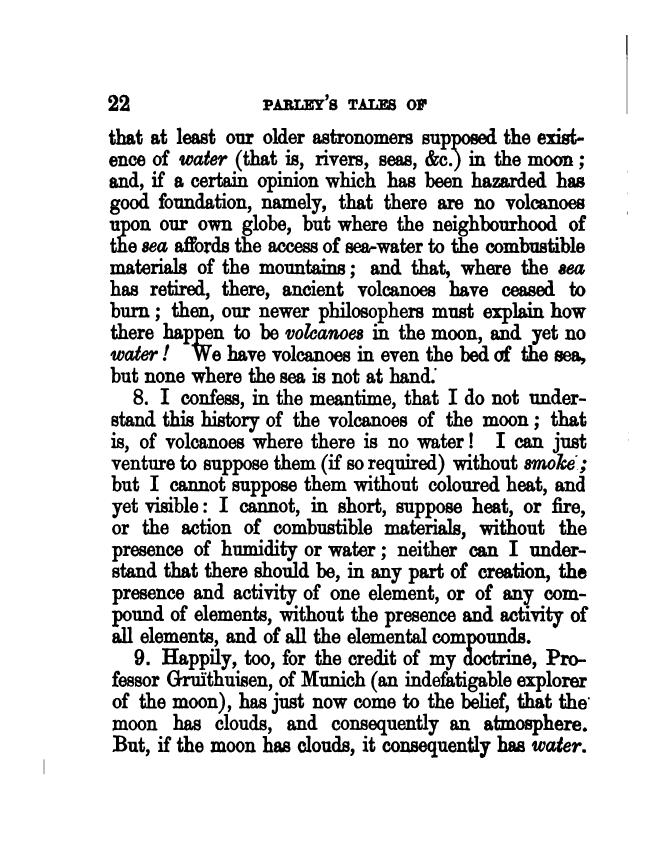 22 PARLEY'S TALES OF
that at least our older astronomers supposed the exist-
ence of water (that is, rivers, seas, &c.) in the moon;
and, if a certain opinion which has been hazarded has
good foundation, namely, that there are no volcanoes
upon our own globe, but where the neighbourhood of
the sea affords the access of sea-water to the combustible
materials of the mountains; and that, where the sea
has retired, there, ancient volcanoes have ceased to
burn; then, our newer philosophers must explain how
there happen to be volcanoes in the moon, and yet no
water! We have volcanoes in even the bed of the sea,
but none where the sea is not at hand.
8. I confess, in the meantime, that I do not under-
stand this history of the volcanoes of the moon; that
is, of volcanoes where there is no water! I can just
venture to suppose them (if so required) without smoke;
but I cannot suppose them without coloured heat, and
yet visible: I cannot, in short, suppose heat, or fire,
or the action of combustible materials, without the
presence of humidity or water; neither can I under-
stand that there should be, in any part of creation, the
presence and activity of one element, or of any com-
pound of elements, without the presence and activity of
all elements, and of all the elemental compounds.
9. Happily, too, for the credit of my doctrine, Pro-
fessor Gruïthuisen, of Munich (an indefatigable explorer
of the moon), has just now come to the belief, that the
moon has clouds, and consequently an atmosphere.
But, if the moon has clouds, it consequently has water.